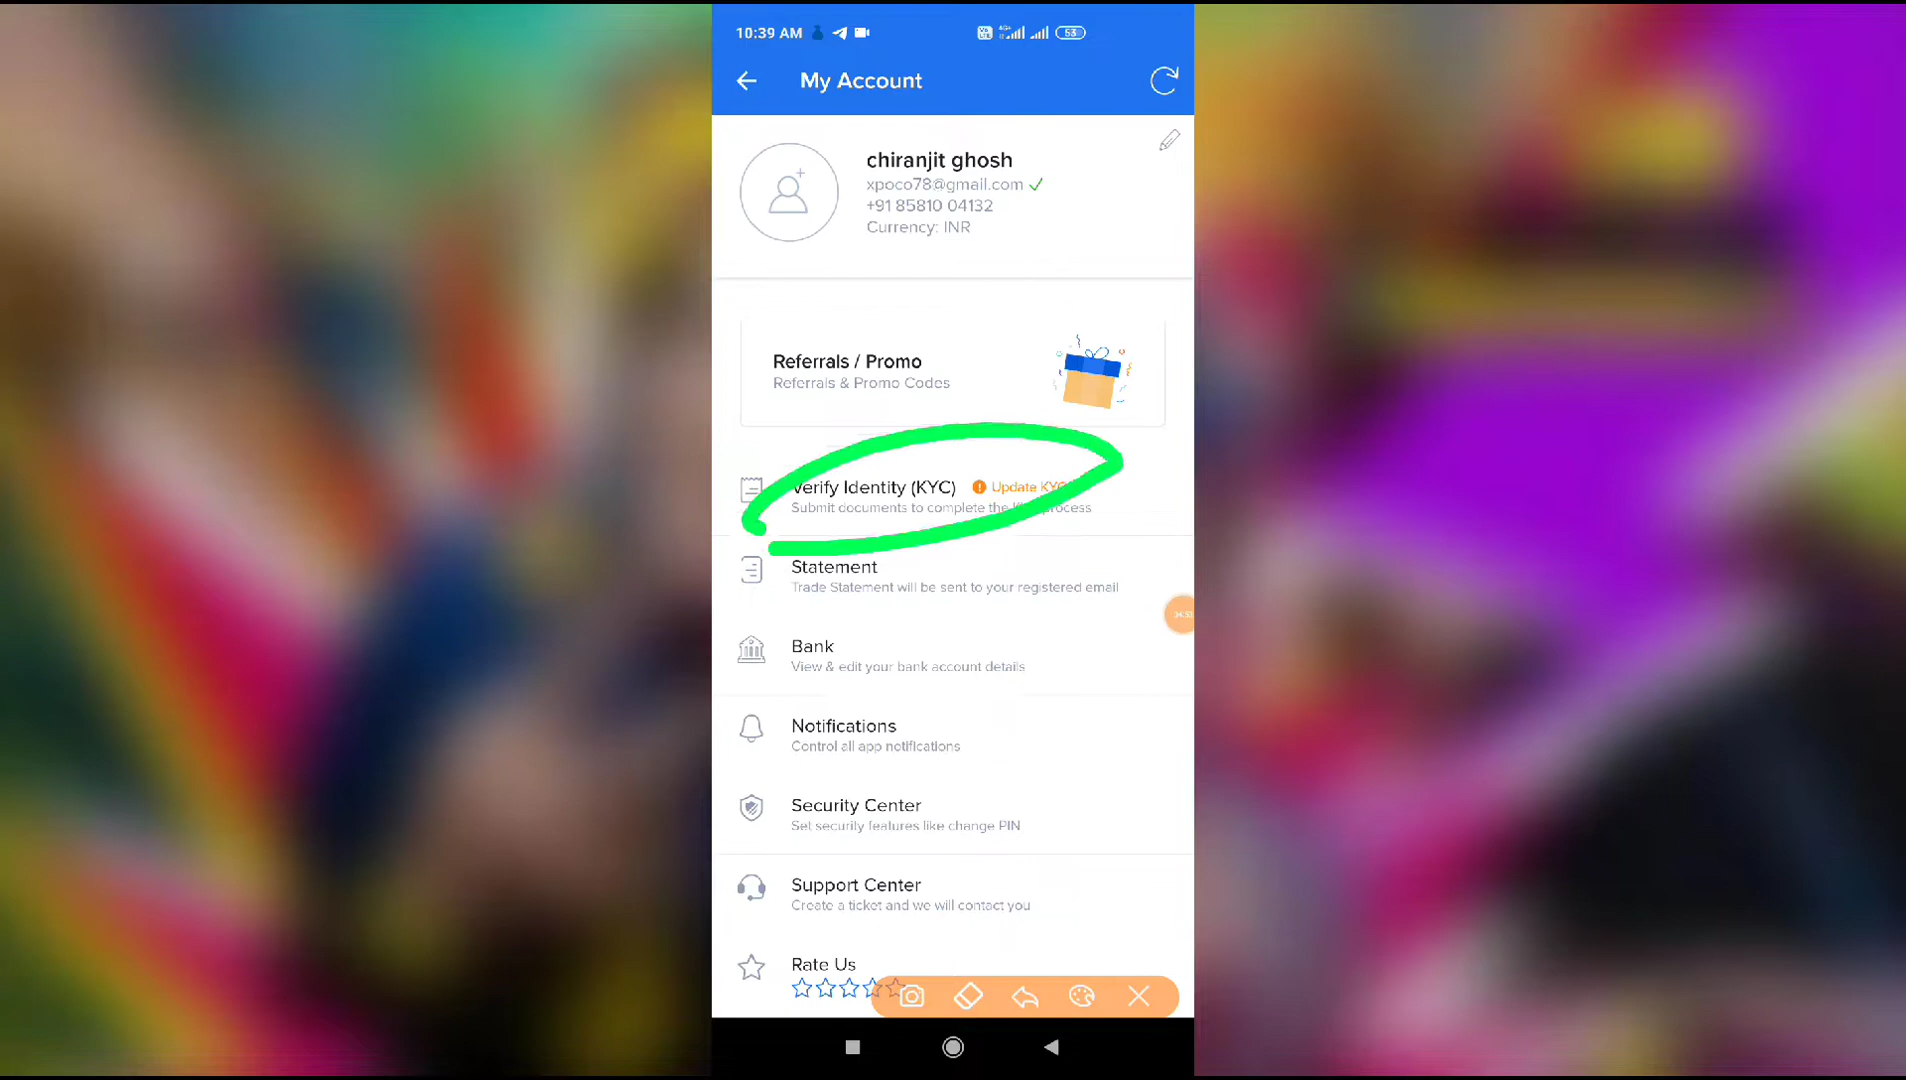 10:39 AM
53
My Account
chiranjit ghosh
xpoco78@gmail.com
+91 85810 04132
Currency: INR
Referrals / Promo
Referrals & Promo Codes
Verify Identity (KYC) Update KYC
Submit documents to complete the KYC process
Statement
Trade Statement will be sent to your registered email
Bank
View & edit your bank account details
Notifications
Control all app notifications
Security Center
Set security features like change PIN
Support Center
Create a ticket and we will contact you
Rate Us